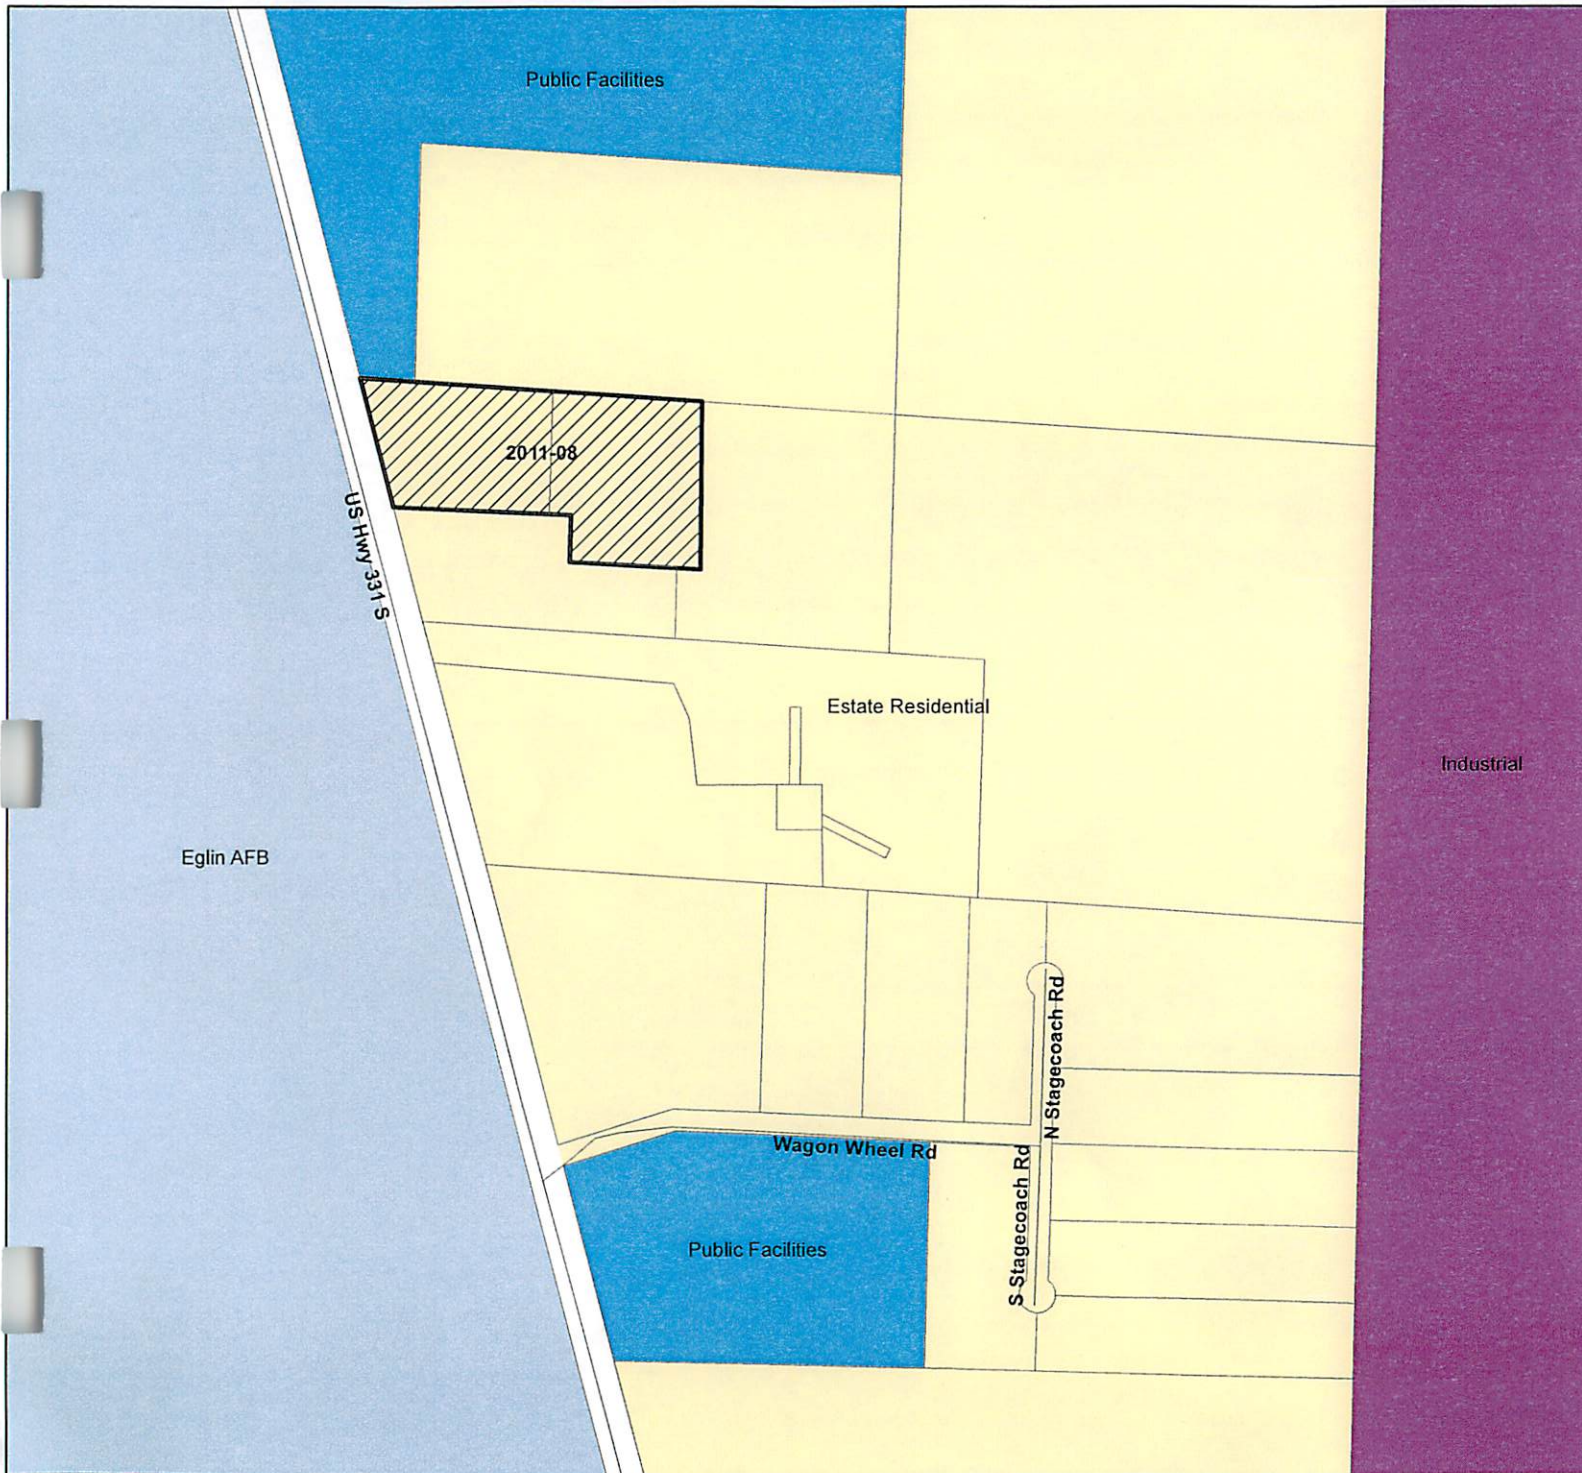 Public Facilities
2011-08
US Hwy 331 S
Estate Residential
Industrial
Eglin AFB
N Stagecoach Rd
Wagon Wheel Rd
S Stagecoach Rd
Public Facilities